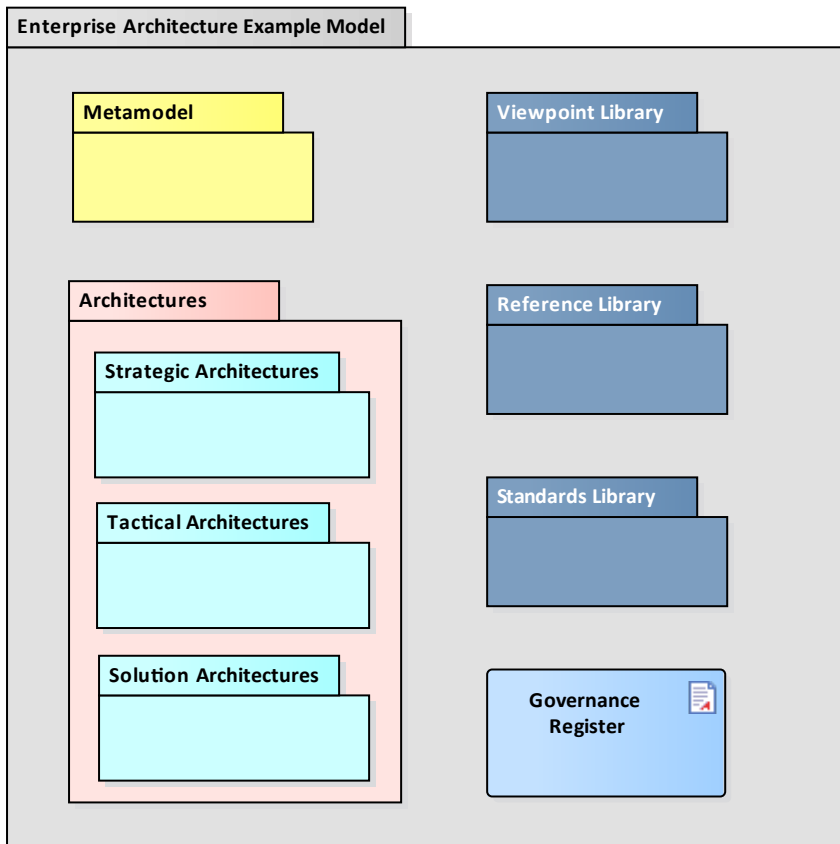 Enterprise Architecture Example Model
Metamodel
Viewpoint Library
Architectures
Reference Library
Strategic Architectures
Standards Library
Tactical Architectures
Solution Architectures
Governance
Register